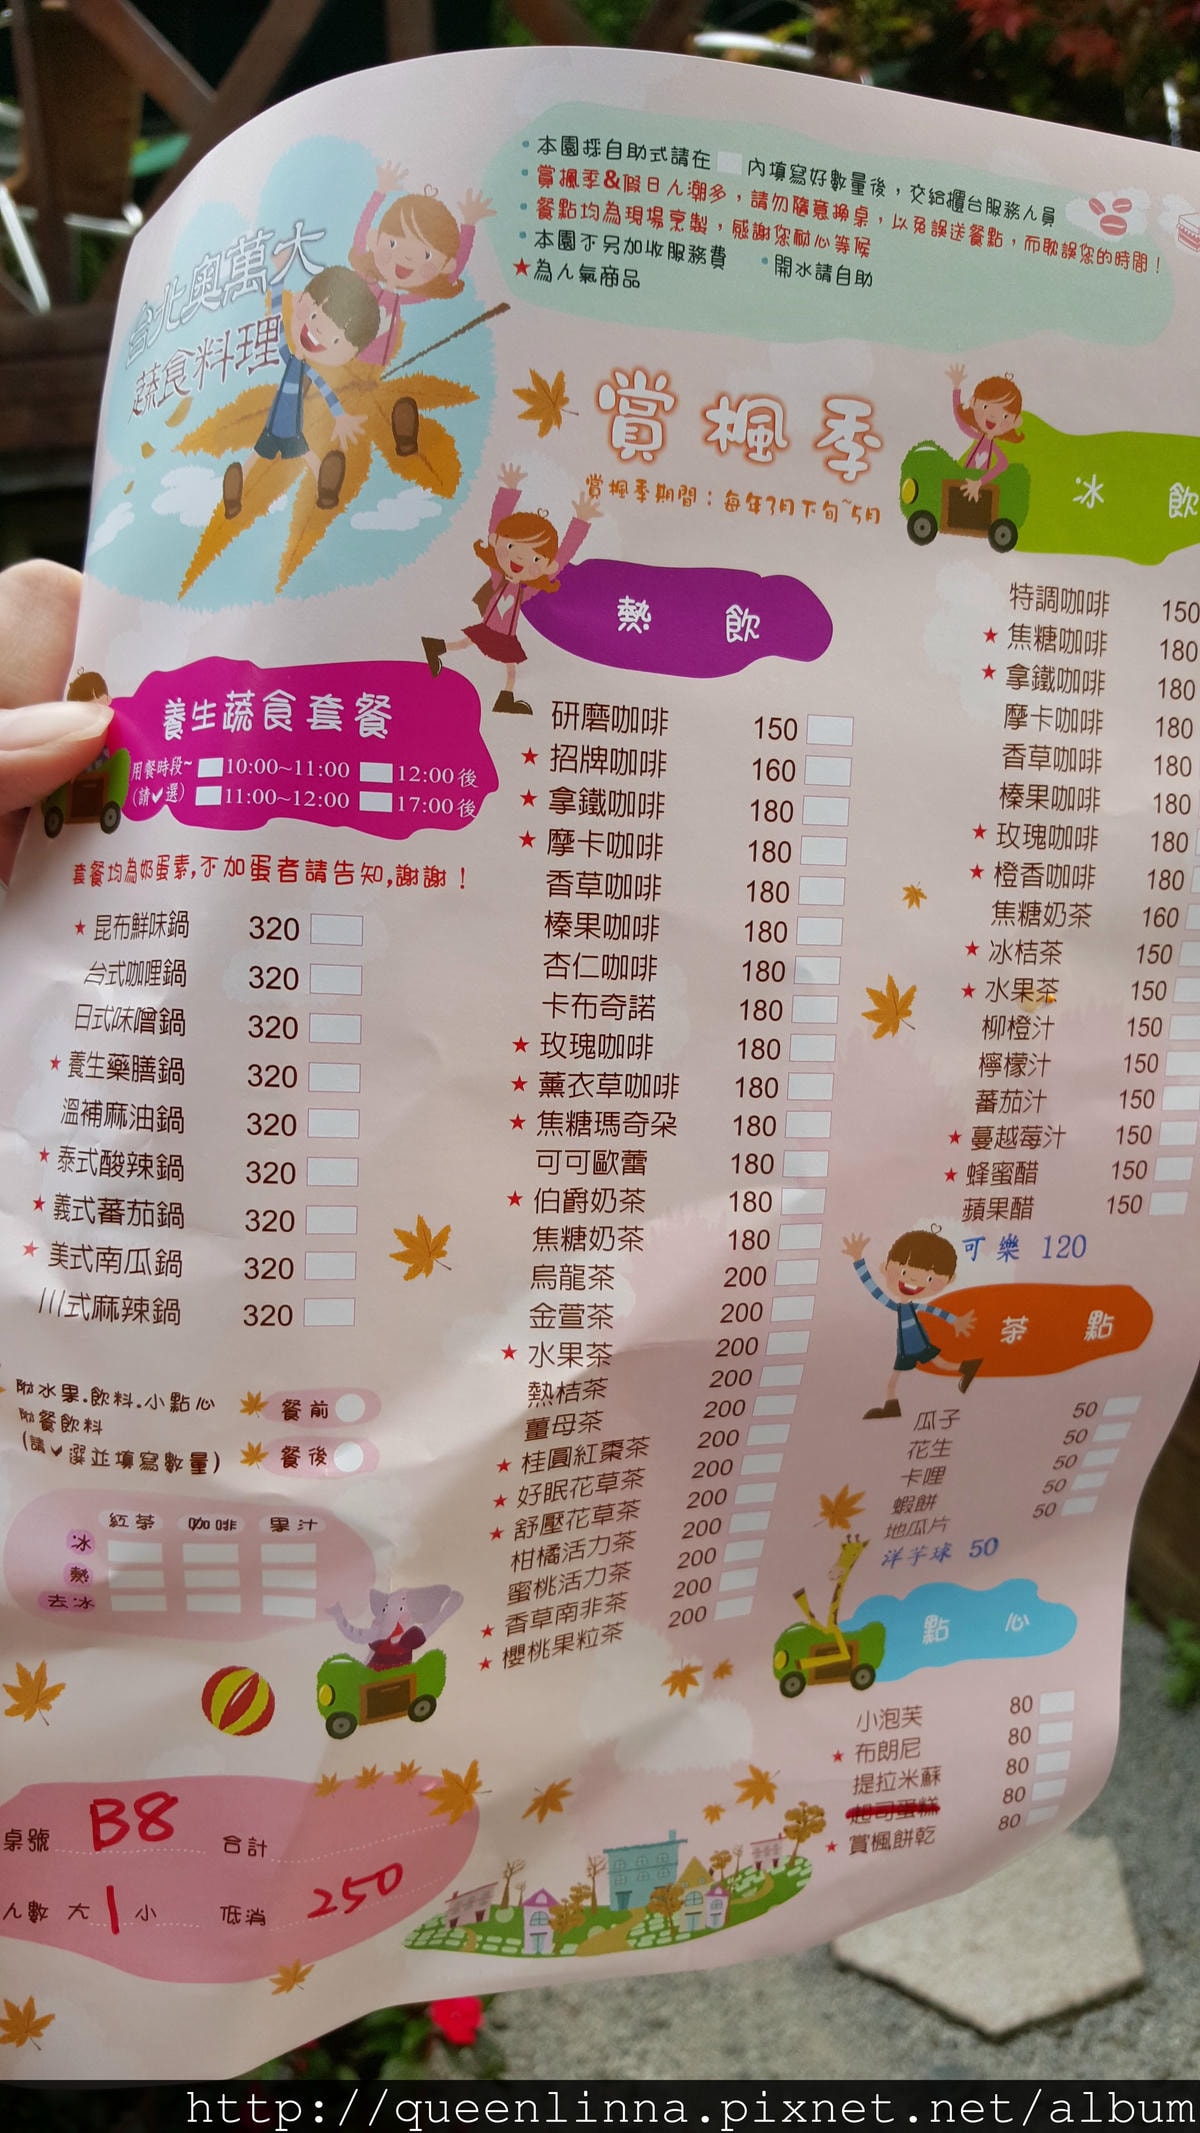 台北奧萬大
蔬食料理
•本園採自助式請在 內填寫好數量後，交給櫃台服務人員
•賞楓季&假日人潮多，請勿隨意換桌，以免誤送餐點，而耽誤您的時間！
•餐點均為現場烹製，感謝您耐心等候
•本園不另加收服務費 •開水請自助
★為人氣商品
賞楓季
賞楓季期間：每年3月下旬~5月
養生蔬食套餐
用餐時段~ 10:00~11:00 12:00後
(請✓選) 11:00~12:00 17:00後
套餐均為奶蛋素,不加蛋者請告知,謝謝！
★昆布鮮味鍋 320
台式咖哩鍋 320
日式味噌鍋 320
★養生藥膳鍋 320
溫補麻油鍋 320
★泰式酸辣鍋 320
★義式蕃茄鍋 320
★美式南瓜鍋 320
川式麻辣鍋 320
附水果.飲料.小點心
附餐飲料
(請✓選並填寫數量)
餐前
餐後
紅茶 咖啡 果汁
冰
熱
去冰
桌號 B8 合計
人數 大 1 小 低消 250
熱 飲
研磨咖啡 150
★招牌咖啡 160
★拿鐵咖啡 180
★摩卡咖啡 180
香草咖啡 180
榛果咖啡 180
杏仁咖啡 180
卡布奇諾 180
★玫瑰咖啡 180
★薰衣草咖啡 180
★焦糖瑪奇朵 180
可可歐蕾 180
★伯爵奶茶 180
焦糖奶茶 180
烏龍茶 200
金萱茶 200
★水果茶 200
熱桔茶 200
薑母茶 200
★桂圓紅棗茶 200
★好眠花草茶 200
★舒壓花草茶 200
柑橘活力茶 200
蜜桃活力茶 200
★香草南非茶 200
★櫻桃果粒茶 200
冰 飲
特調咖啡 150
★焦糖咖啡 180
★拿鐵咖啡 180
摩卡咖啡 180
香草咖啡 180
榛果咖啡 180
★玫瑰咖啡 180
★橙香咖啡 180
焦糖奶茶 160
★冰桔茶 150
★水果茶 150
柳橙汁 150
檸檬汁 150
蕃茄汁 150
★蔓越莓汁 150
★蜂蜜醋 150
蘋果醋 150
可樂 120
茶 點
瓜子 50
花生 50
卡哩 50
蝦餅 50
地瓜片 50
洋芋球 50
點 心
小泡芙 80
★布朗尼 80
提拉米蘇 80
起司蛋糕 80
★賞楓餅乾 80
http://queenlinna.pixnet.net/album